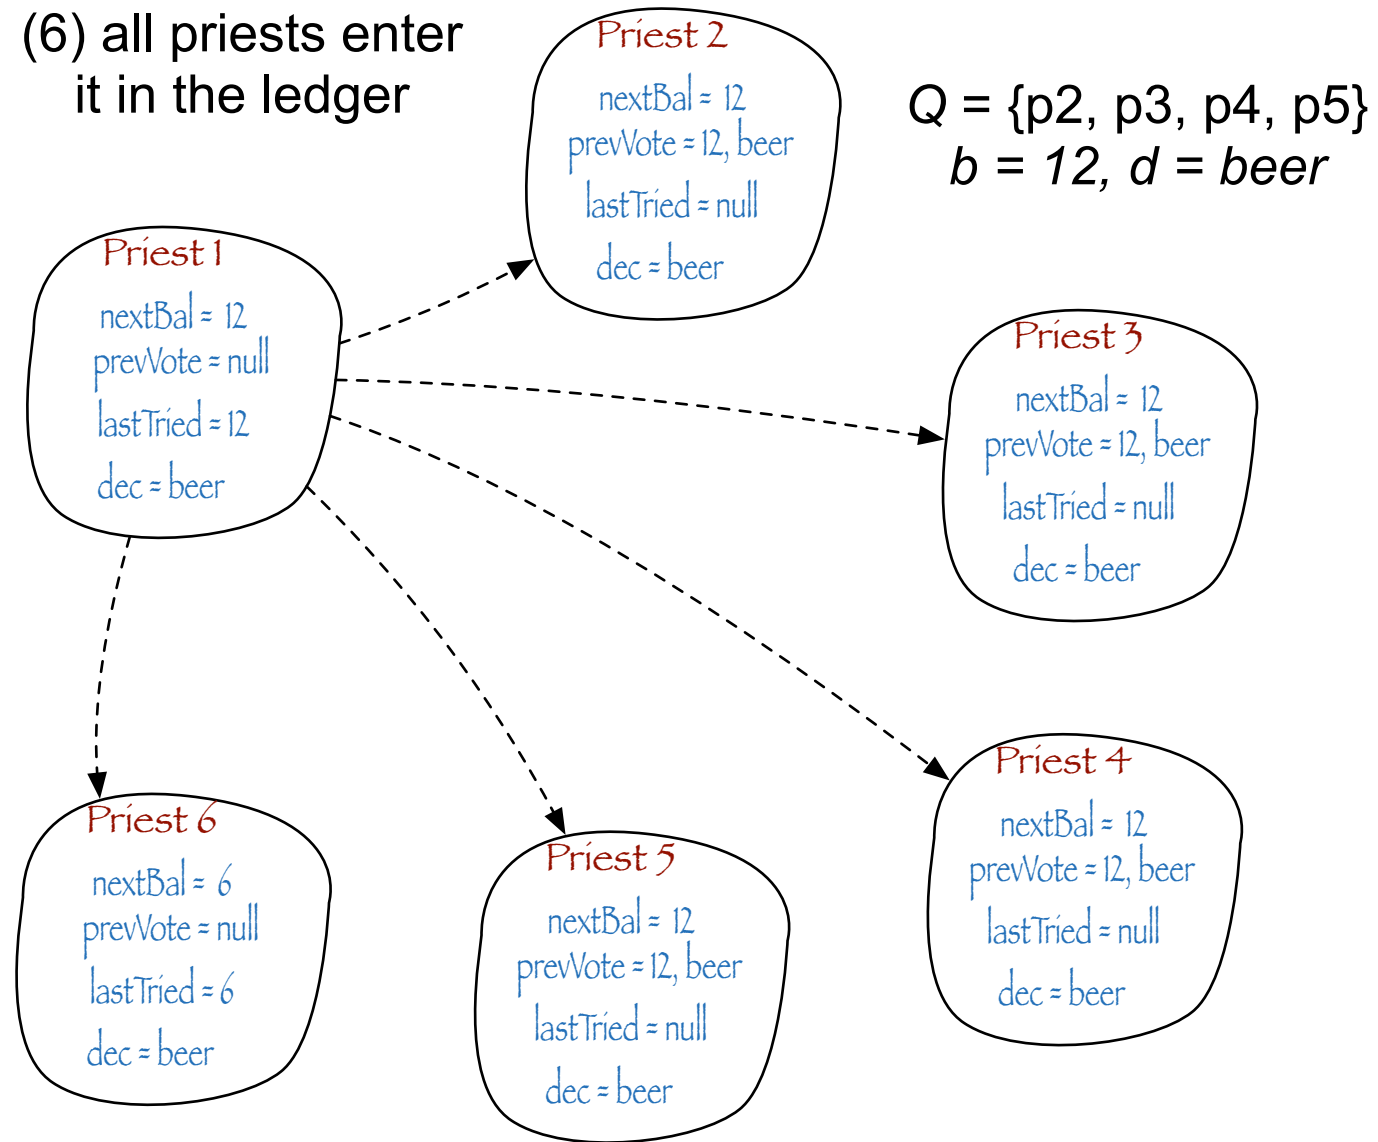 (6) all priests enter
it in the ledger
Q = {p2, p3, p4, p5}
b = 12, d = beer
Priest 2
nextBal = 12
prevVote = 12, beer
lastTried = null
dec = beer
Priest 1
nextBal = 12
prevVote = null
lastTried = 12
dec = beer
Priest 3
nextBal = 12
prevVote = 12, beer
lastTried = null
dec = beer
Priest 4
nextBal = 12
prevVote = 12, beer
lastTried = null
dec = beer
Priest 6
nextBal = 6
prevVote = null
lastTried = 6
dec = beer
Priest 5
nextBal = 12
prevVote = 12, beer
lastTried = null
dec = beer